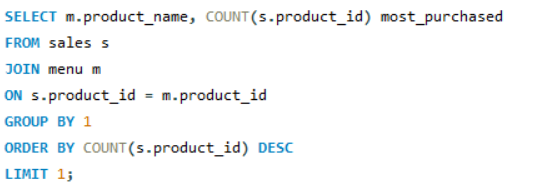 SELECT m.product_name, COUNT(s.product_id) most_purchased
FROM sales s
JOIN menu m
ON s.product_id = m.product_id
GROUP BY 1
ORDER BY COUNT(s.product_id) DESC
LIMIT 1;